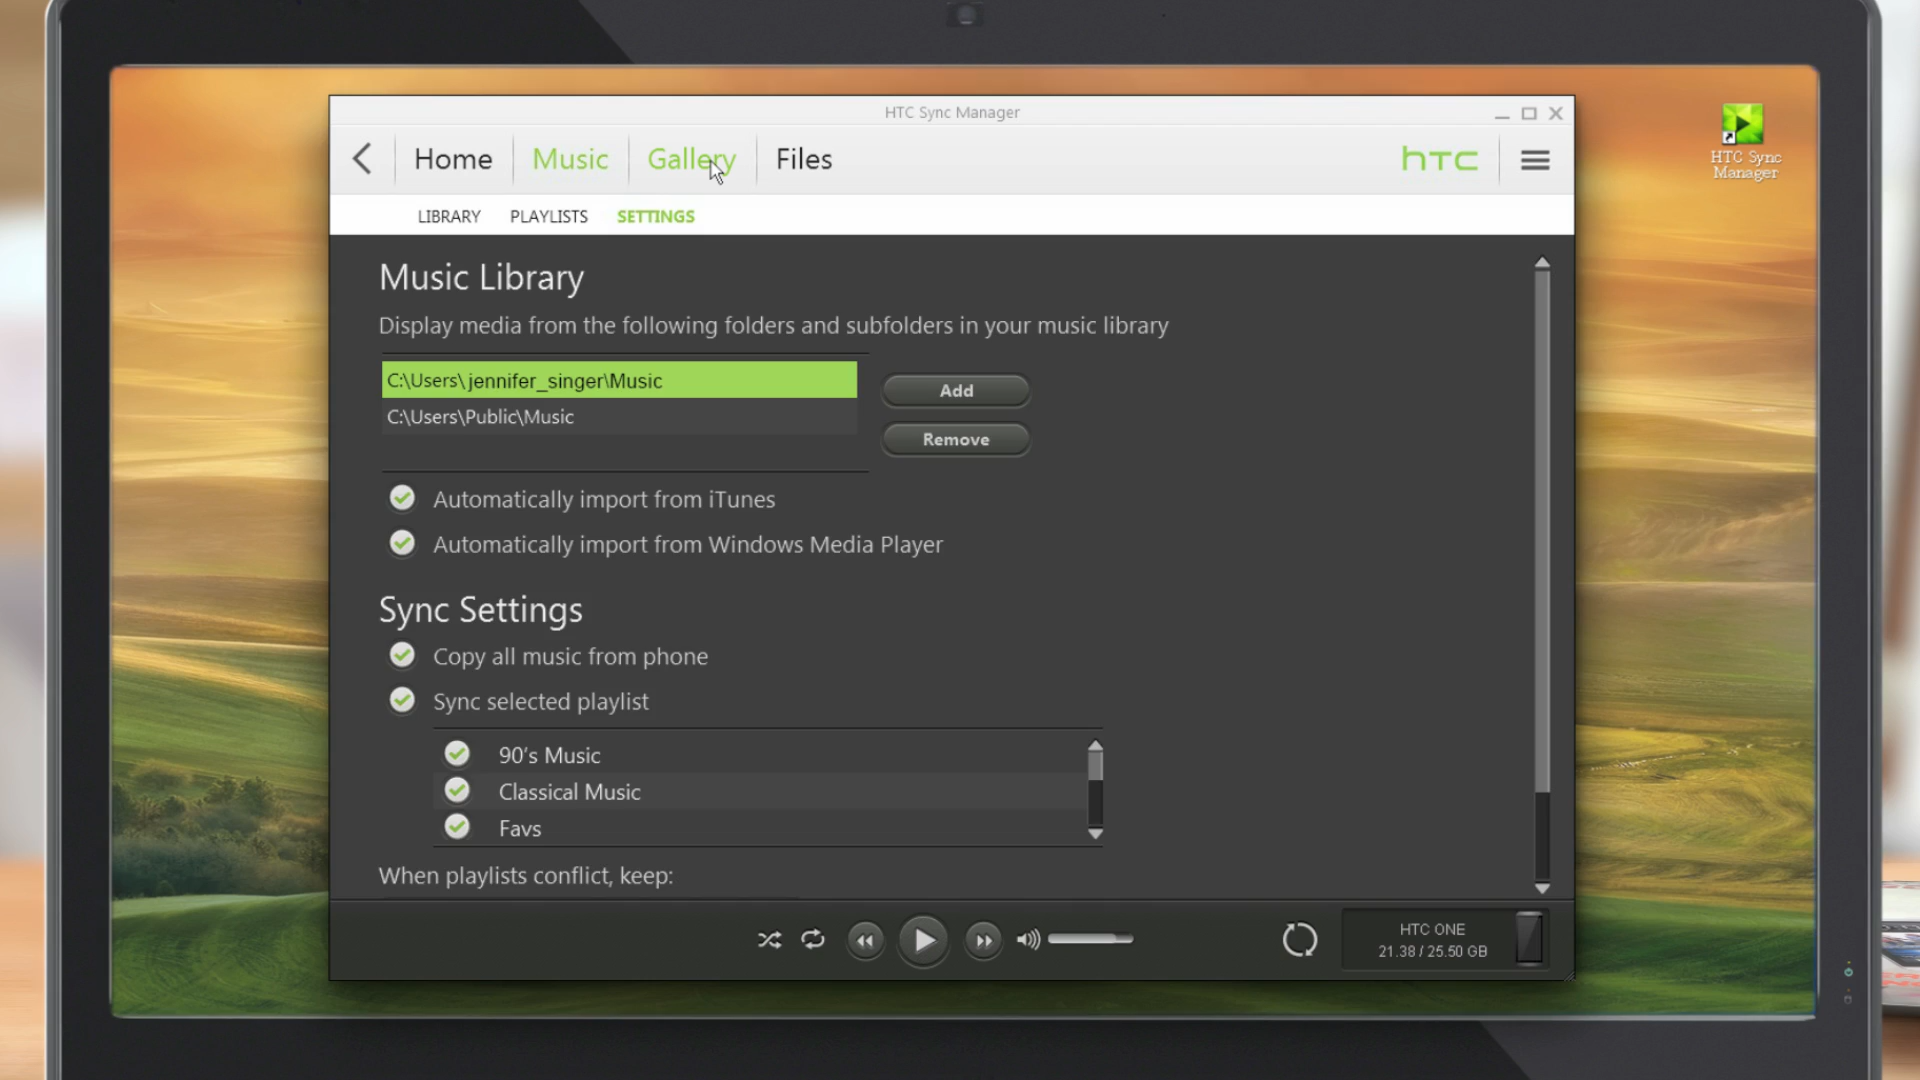 HTC Sync Manager
Home Music Gallery Files
hTC
HTC Sync
Manager
LIBRARY PLAYLISTS SETTINGS
Music Library
Display media from the following folders and subfolders in your music library
C:\Users\jennifer_singer\Music
C:\Users\Public\Music
Add
Remove
Automatically import from iTunes
Automatically import from Windows Media Player
Sync Settings
Copy all music from phone
Sync selected playlist
90's Music
Classical Music
Favs
When playlists conflict, keep:
HTC ONE
21.38 / 25.50 GB